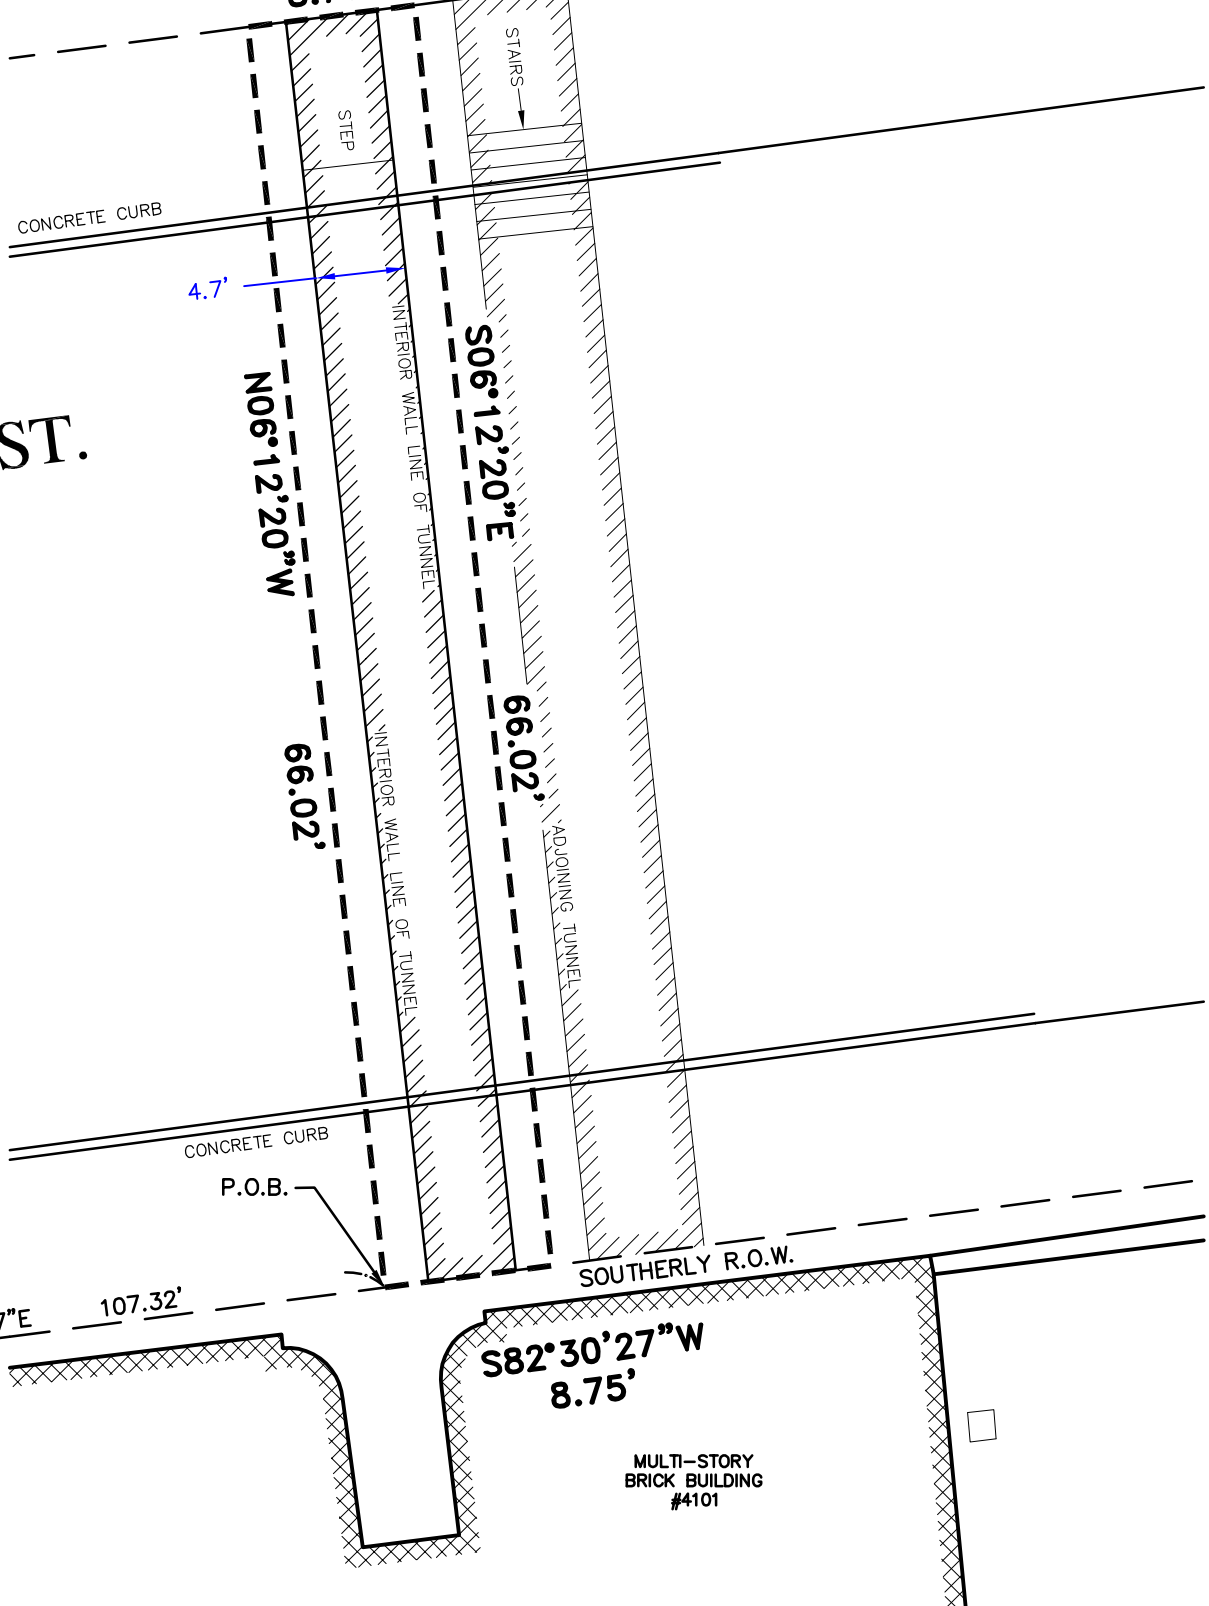 STAIRS
STEP
CONCRETE CURB
4.7'
INTERIOR WALL LINE OF TUNNEL
S06°12'20"E
N06°12'20"W
ST.
66.02'
66.02'
INTERIOR WALL LINE OF TUNNEL
ADJOINING TUNNEL
CONCRETE CURB
P.O.B.
SOUTHERLY R.O.W.
7"E
107.32'
S82°30'27"W
8.75'
MULTI-STORY
BRICK BUILDING
#4101